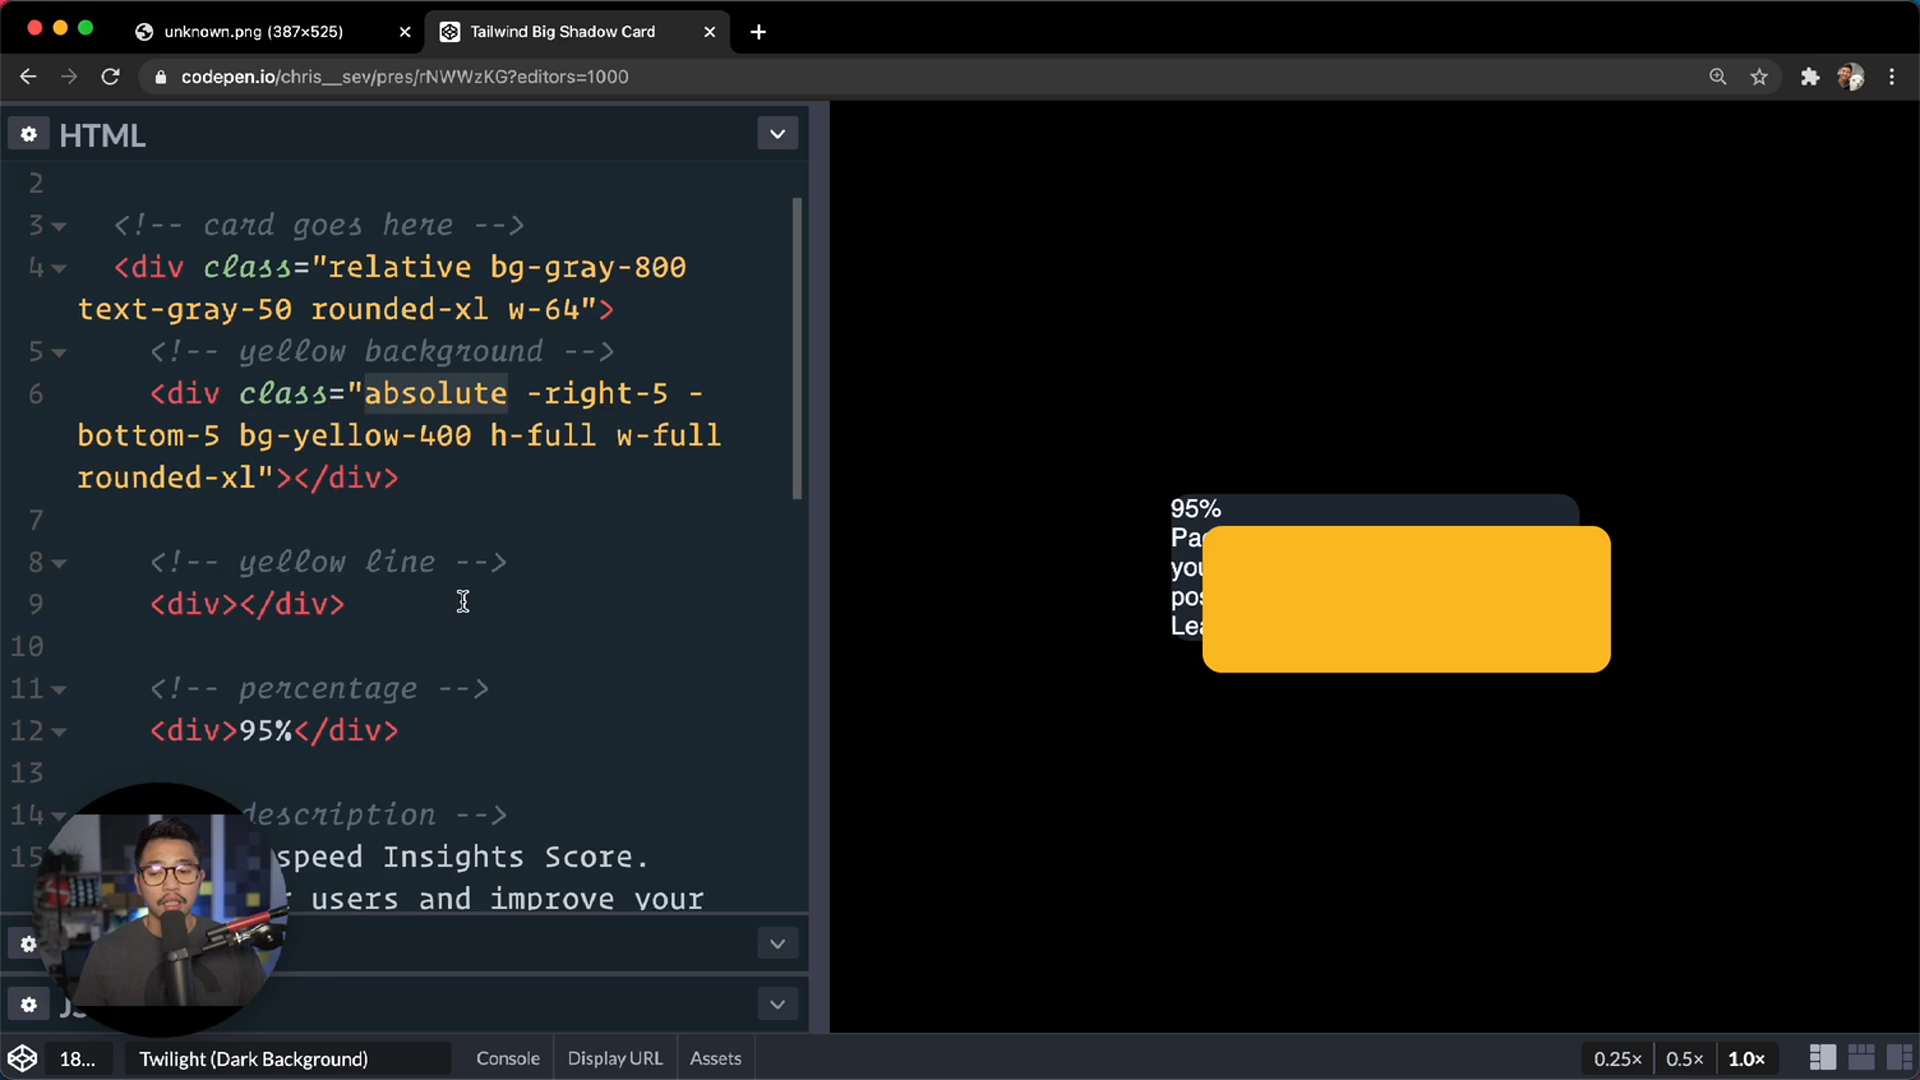 unknown.png (387×525)
Tailwind Big Shadow Card
codepen.io/chris__sev/pres/rNWWzKG?editors=1000
HTML
2
3 <!-- card goes here -->
4 <div class="relative bg-gray-800
text-gray-50 rounded-xl w-64">
5 <!-- yellow background -->
6 <div class="absolute -right-5 -
bottom-5 bg-yellow-400 h-full w-full
rounded-xl"></div>
7
8 <!-- yellow line -->
9 <div></div>
10
11 <!-- percentage -->
12 <div>95%</div>
13
14 description -->
15 speed Insights Score.
users and improve your
95%
Pa
you
pos
Lea
18...
Twilight (Dark Background)
Console
Display URL
Assets
0.25×
0.5×
1.0×